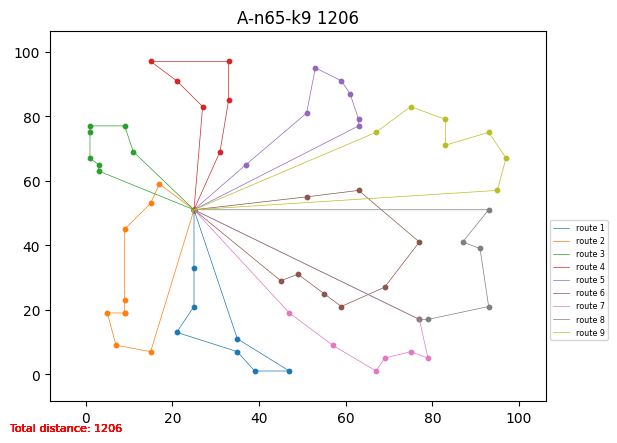 A-n65-k9 1206
100
80
60
40
20
0
0 20 40 60 80 100
route 1
route 2
route 3
route 4
route 5
route 6
route 7
route 8
route 9
Total distance: 1206